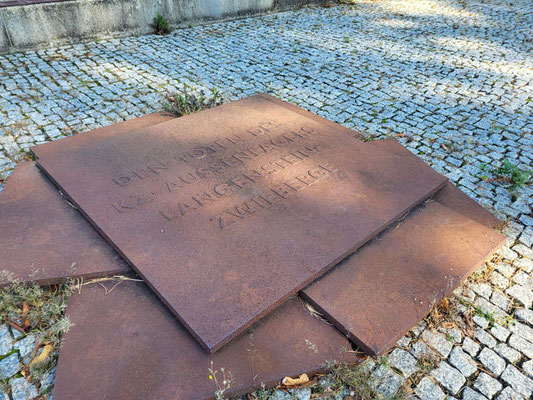 DEN TOTEN DES
KZ-AUSSENLAGERS
LANGENSTEIN
ZWIEBERGE